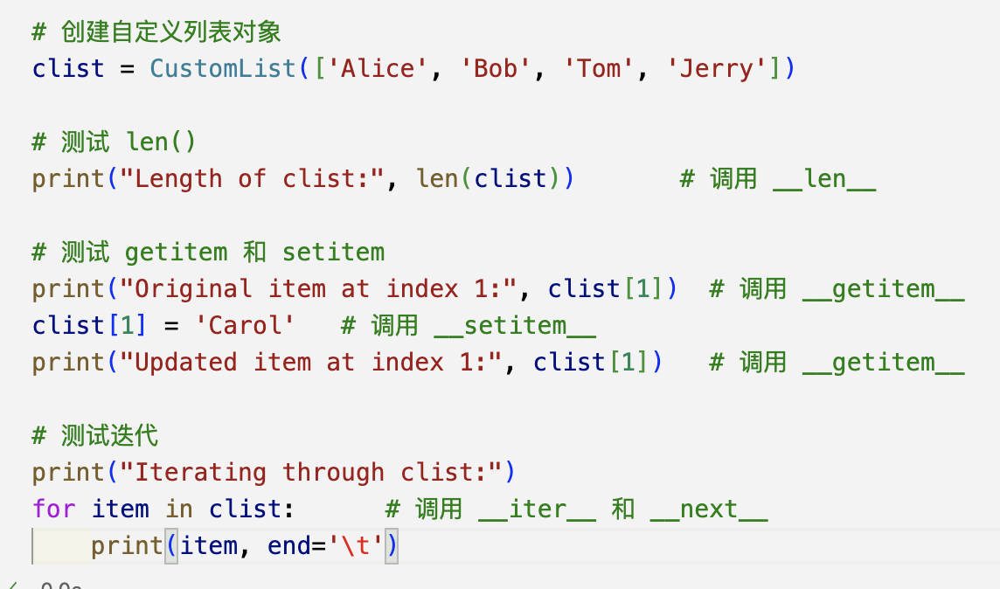 # 创建自定义列表对象
clist = CustomList(['Alice', 'Bob', 'Tom', 'Jerry'])
# 测试 len()
print("Length of clist:", len(clist))       # 调用 __len__
# 测试 getitem 和 setitem
print("Original item at index 1:", clist[1])  # 调用 __getitem__
clist[1] = 'Carol'   # 调用 __setitem__
print("Updated item at index 1:", clist[1])   # 调用 __getitem__
# 测试迭代
print("Iterating through clist:")
for item in clist:      # 调用 __iter__ 和 __next__
    print(item, end='\t')